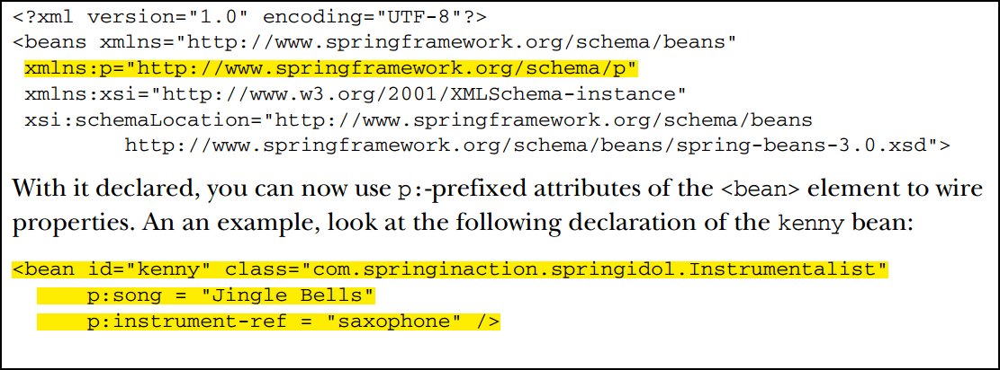 <?xml version="1.0" encoding="UTF-8"?>
<beans xmlns="http://www.springframework.org/schema/beans"
xmlns:p="http://www.springframework.org/schema/p"
xmlns:xsi="http://www.w3.org/2001/XMLSchema-instance"
xsi:schemaLocation="http://www.springframework.org/schema/beans
http://www.springframework.org/schema/beans/spring-beans-3.0.xsd">
With it declared, you can now use p:-prefixed attributes of the <bean> element to wire
properties. An an example, look at the following declaration of the kenny bean:
<bean id="kenny" class="com.springinaction.springidol.Instrumentalist"
p:song = "Jingle Bells"
p:instrument-ref = "saxophone" />